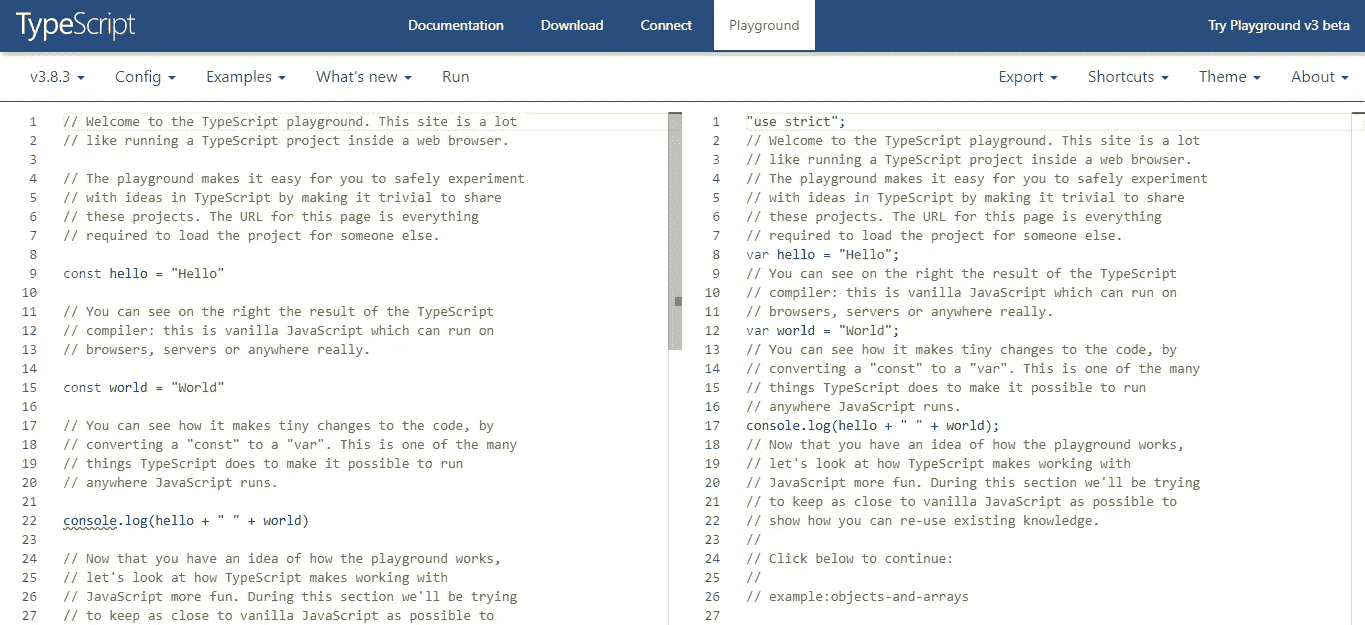 TypeScript
Documentation Download Connect Playground Try Playground v3 beta
v3.8.3 Config Examples What's new Run Export Shortcuts Theme About
1 // Welcome to the TypeScript playground. This site is a lot
2 // like running a TypeScript project inside a web browser.
3
4 // The playground makes it easy for you to safely experiment
5 // with ideas in TypeScript by making it trivial to share
6 // these projects. The URL for this page is everything
7 // required to load the project for someone else.
8
9 const hello = "Hello"
10
11 // You can see on the right the result of the TypeScript
12 // compiler: this is vanilla JavaScript which can run on
13 // browsers, servers or anywhere really.
14
15 const world = "World"
16
17 // You can see how it makes tiny changes to the code, by
18 // converting a "const" to a "var". This is one of the many
19 // things TypeScript does to make it possible to run
20 // anywhere JavaScript runs.
21
22 console.log(hello + " " + world)
23
24 // Now that you have an idea of how the playground works,
25 // let's look at how TypeScript makes working with
26 // JavaScript more fun. During this section we'll be trying
27 // to keep as close to vanilla JavaScript as possible to
1 "use strict";
2 // Welcome to the TypeScript playground. This site is a lot
3 // like running a TypeScript project inside a web browser.
4 // The playground makes it easy for you to safely experiment
5 // with ideas in TypeScript by making it trivial to share
6 // these projects. The URL for this page is everything
7 // required to load the project for someone else.
8 var hello = "Hello";
9 // You can see on the right the result of the TypeScript
10 // compiler: this is vanilla JavaScript which can run on
11 // browsers, servers or anywhere really.
12 var world = "World";
13 // You can see how it makes tiny changes to the code, by
14 // converting a "const" to a "var". This is one of the many
15 // things TypeScript does to make it possible to run
16 // anywhere JavaScript runs.
17 console.log(hello + " " + world);
18 // Now that you have an idea of how the playground works,
19 // let's look at how TypeScript makes working with
20 // JavaScript more fun. During this section we'll be trying
21 // to keep as close to vanilla JavaScript as possible to
22 // show how you can re-use existing knowledge.
23 //
24 // Click below to continue:
25 //
26 // example:objects-and-arrays
27